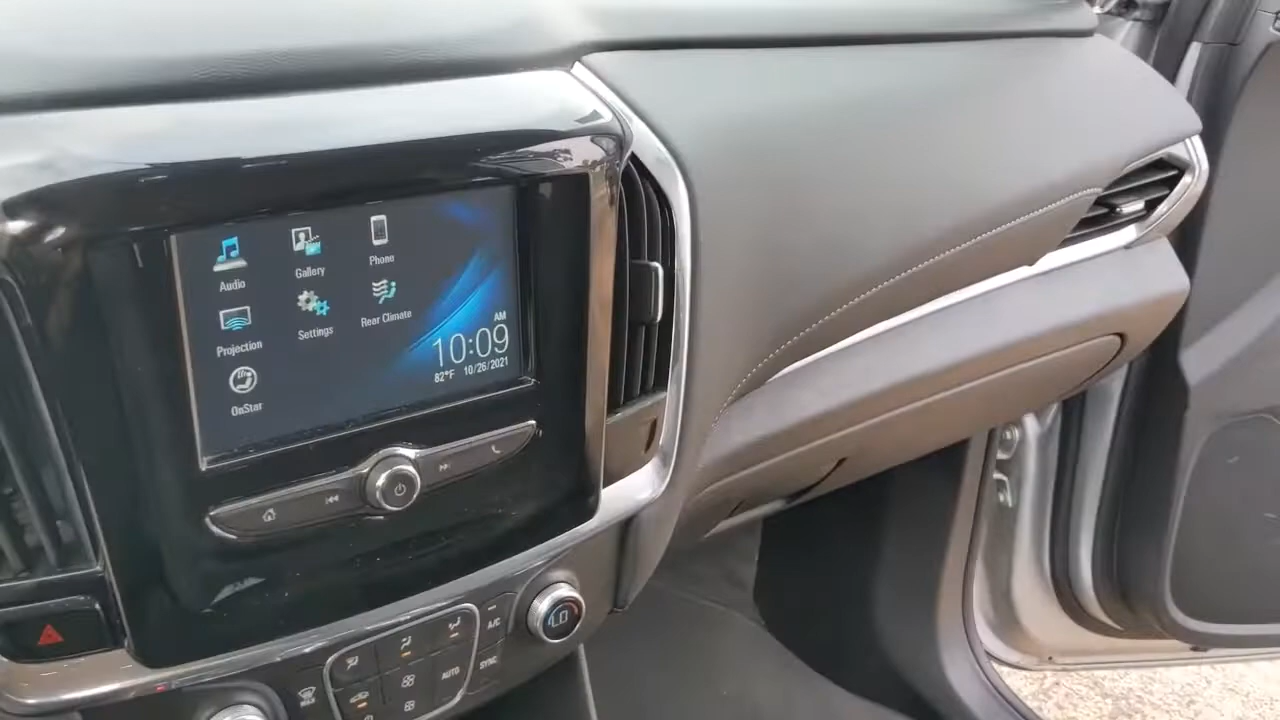 Audio
Gallery
Phone
Projection
Settings
Rear Climate
OnStar
AM
10:09
82°F 10/26/2021
A/C
SYNC
AUTO